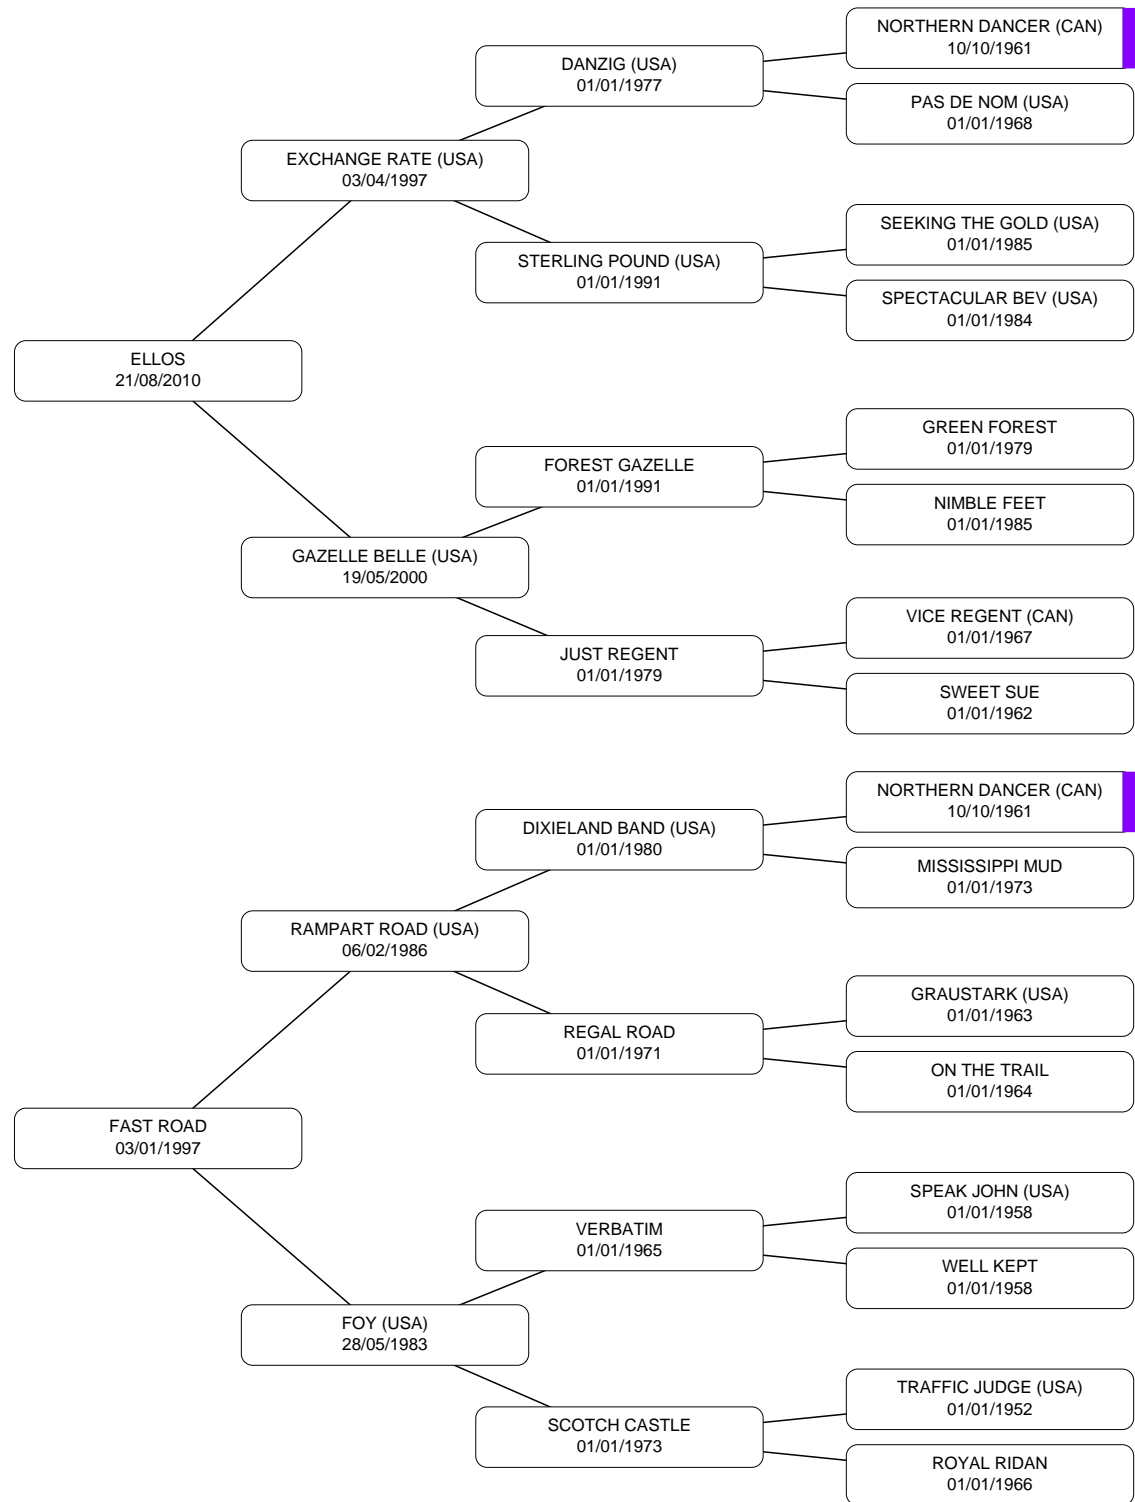 NORTHERN DANCER (CAN)
10/10/1961
DANZIG (USA)
01/01/1977
PAS DE NOM (USA)
01/01/1968
EXCHANGE RATE (USA)
03/04/1997
SEEKING THE GOLD (USA)
01/01/1985
STERLING POUND (USA)
01/01/1991
SPECTACULAR BEV (USA)
01/01/1984
ELLOS
21/08/2010
GREEN FOREST
01/01/1979
FOREST GAZELLE
01/01/1991
NIMBLE FEET
01/01/1985
GAZELLE BELLE (USA)
19/05/2000
VICE REGENT (CAN)
01/01/1967
JUST REGENT
01/01/1979
SWEET SUE
01/01/1962
NORTHERN DANCER (CAN)
10/10/1961
DIXIELAND BAND (USA)
01/01/1980
MISSISSIPPI MUD
01/01/1973
RAMPART ROAD (USA)
06/02/1986
GRAUSTARK (USA)
01/01/1963
REGAL ROAD
01/01/1971
ON THE TRAIL
01/01/1964
FAST ROAD
03/01/1997
SPEAK JOHN (USA)
01/01/1958
VERBATIM
01/01/1965
WELL KEPT
01/01/1958
FOY (USA)
28/05/1983
TRAFFIC JUDGE (USA)
01/01/1952
SCOTCH CASTLE
01/01/1973
ROYAL RIDAN
01/01/1966